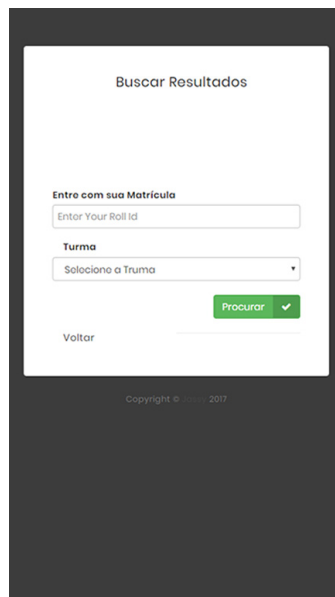 Buscar Resultados
Entre com sua Matrícula
Enter Your Roll Id
Turma
Selecione a Truma
Procurar
Voltar
Copyright © 2017